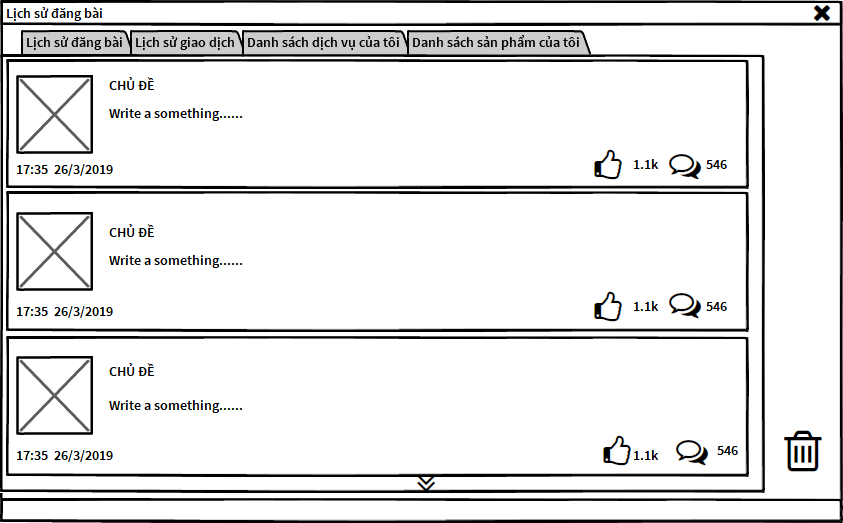 Lịch sử đăng bài
Lịch sử đăng bài Lịch sử giao dịch Danh sách dịch vụ của tôi Danh sách sản phẩm của tôi
CHỦ ĐỀ
Write a something......
17:35 26/3/2019 1.1k 546
CHỦ ĐỀ
Write a something......
17:35 26/3/2019 1.1k 546
CHỦ ĐỀ
Write a something......
17:35 26/3/2019 1.1k 546